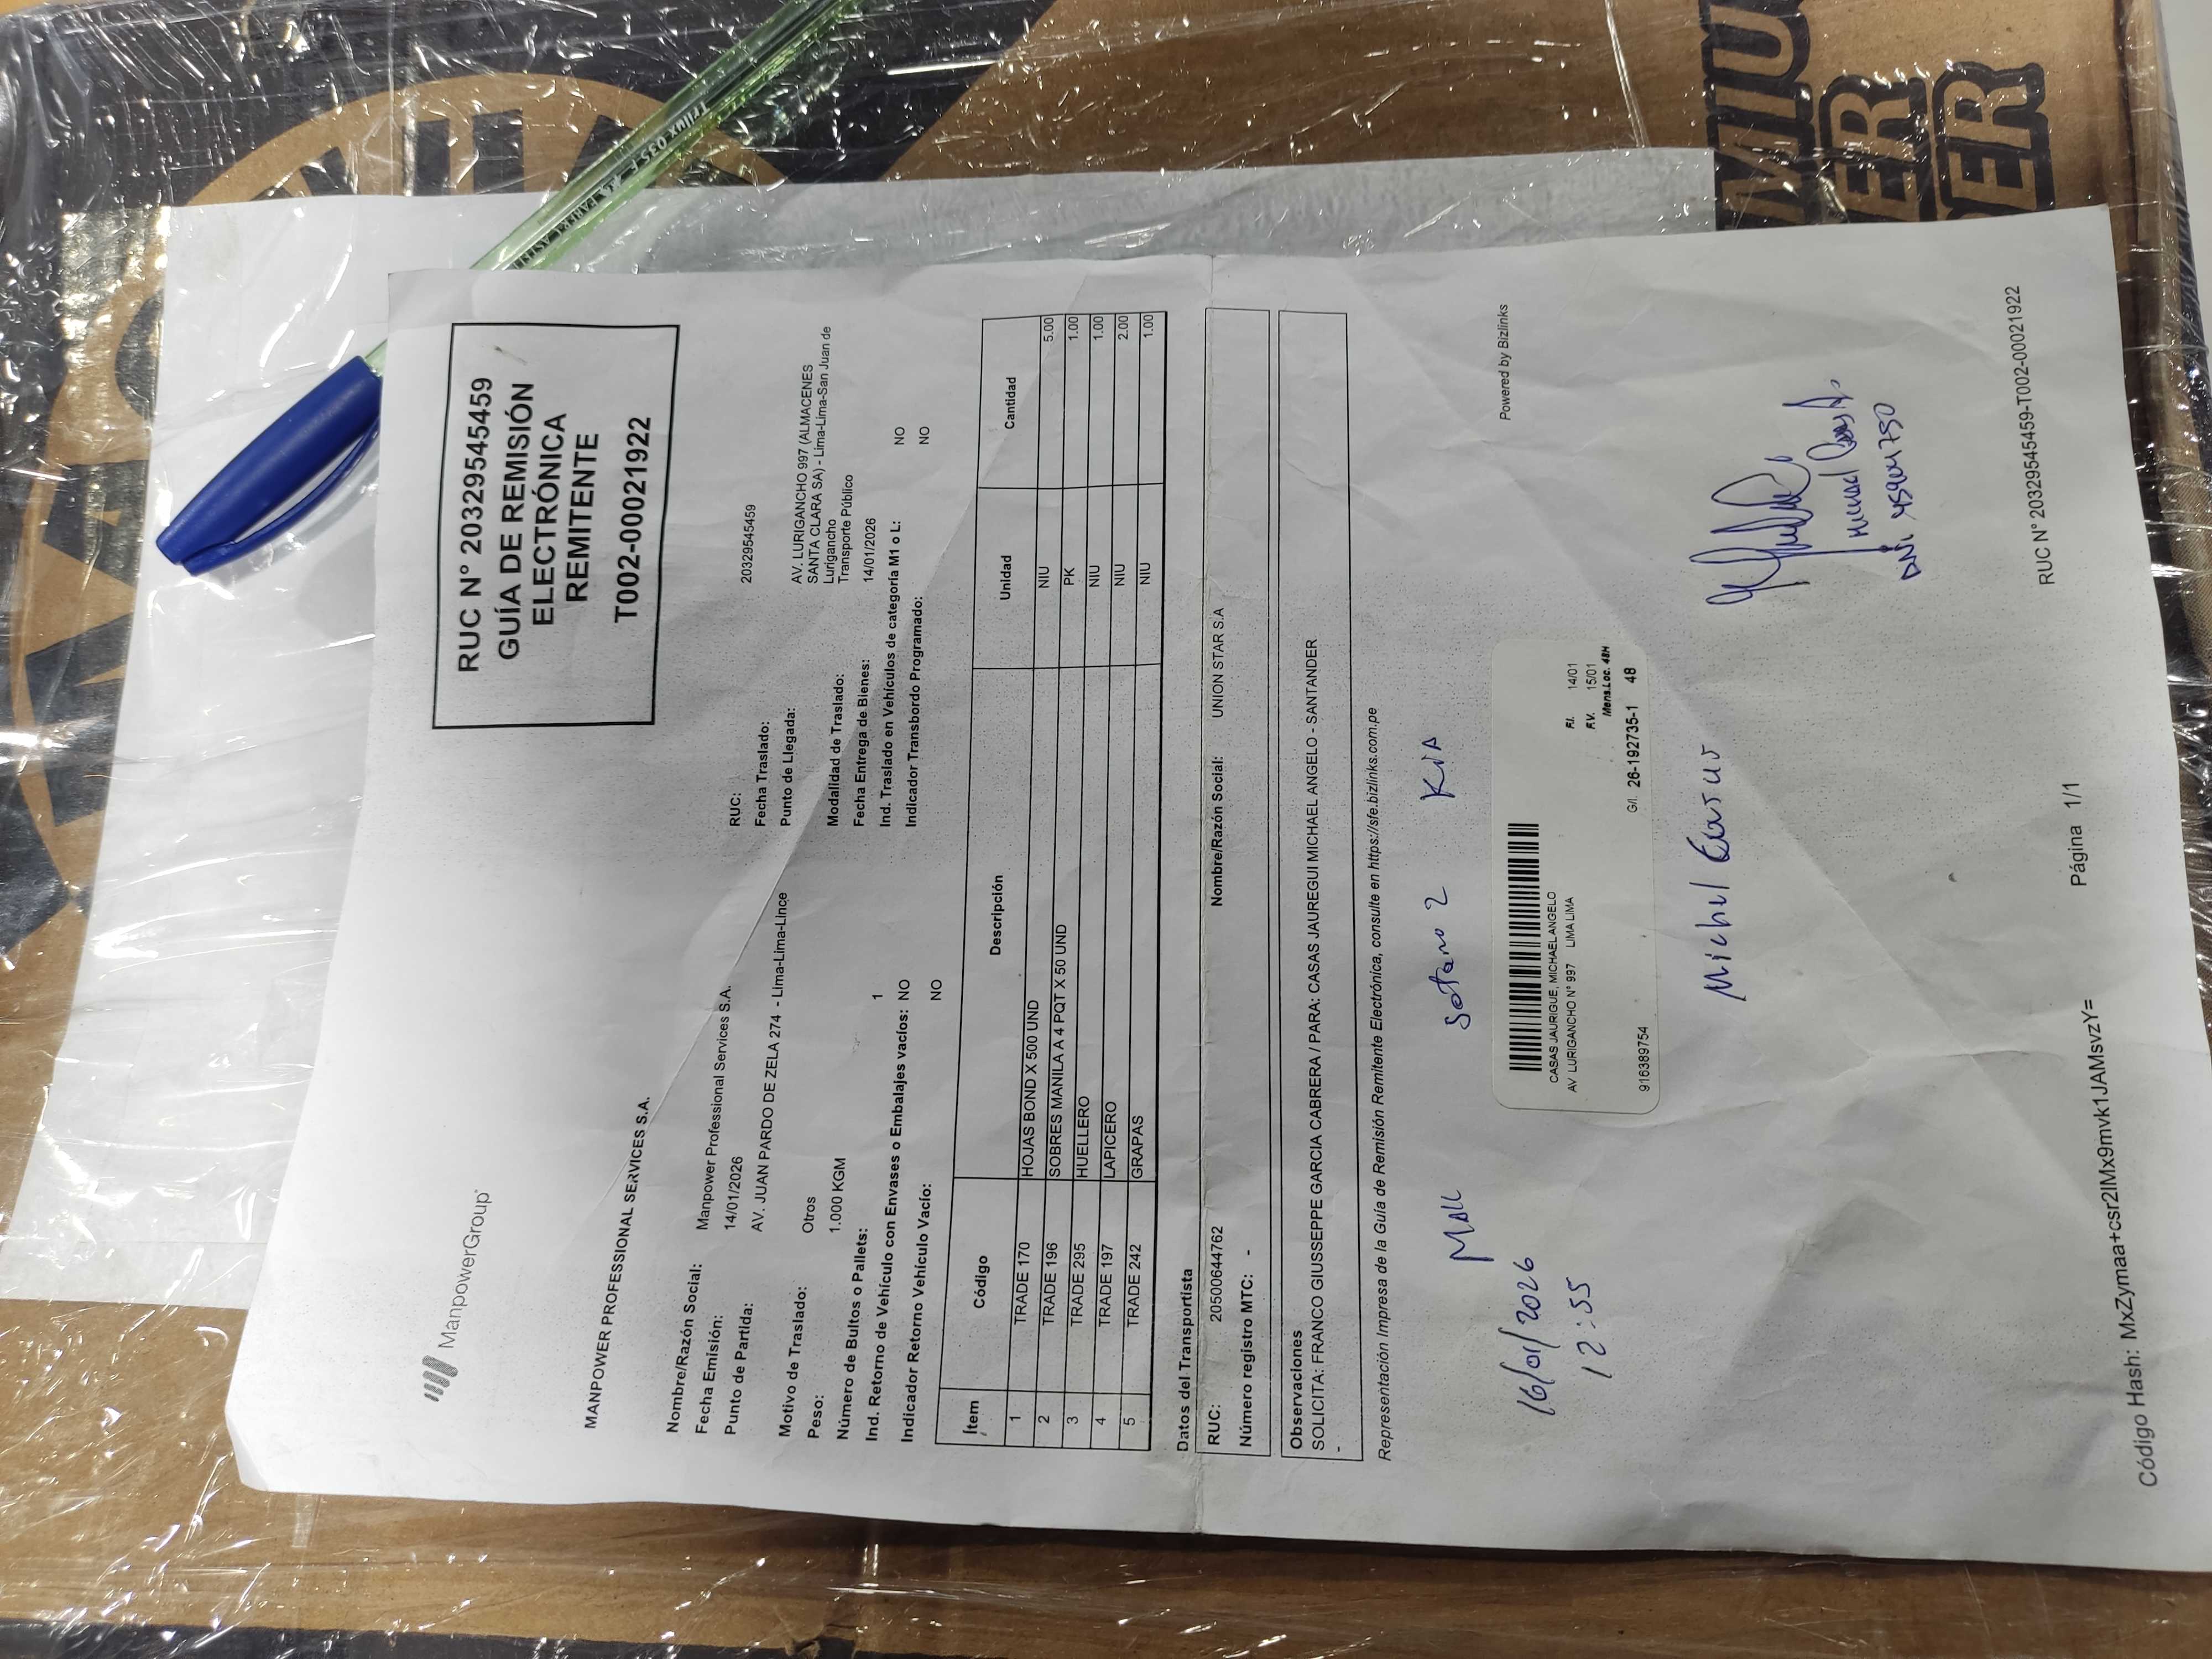 ManpowerGroup
RUC N° 20329545459
GUÍA DE REMISIÓN
ELECTRÓNICA
REMITENTE
T002-00021922
MANPOWER PROFESSIONAL SERVICES S.A.
Nombre/Razón Social: Manpower Professional Services S.A.
Fecha Emisión: 14/01/2026
Punto de Partida: AV. JUAN PARDO DE ZELA 274 - Lima-Lima-Lince
Motivo de Traslado: Otros
Peso: 1.000 KGM
Número de Bultos o Pallets: 1
Ind. Retorno de Vehículo con Envases o Embalajes vacíos: NO
Indicador Retorno Vehículo Vacío: NO
RUC: 20329545459
Fecha Traslado:
Punto de Llegada: AV. LURIGANCHO 997 (ALMACENES
SANTA CLARA SA) - Lima-Lima-San Juan de
Lurigancho
Modalidad de Traslado: Transporte Público
Fecha Entrega de Bienes: 14/01/2026
Ind. Traslado en Vehículos de categoría M1 o L: NO
Indicador Transbordo Programado: NO
Ítem Código Descripción Unidad Cantidad
1 TRADE 170 HOJAS BOND X 500 UND NIU 5.00
2 TRADE 196 SOBRES MANILA A 4 PQT X 50 UND PK 1.00
3 TRADE 295 HUELLERO NIU 1.00
4 TRADE 197 LAPICERO NIU 2.00
5 TRADE 242 GRAPAS NIU 1.00
Datos del Transportista
RUC: 20500644762 Nombre/Razón Social: UNION STAR S.A
Número registro MTC: -
Observaciones
SOLICITA: FRANCO GIUSSEPPE GARCIA CABRERA / PARA: CASAS JAUREGUI MICHAEL ANGELO - SANTANDER
-
Representación Impresa de la Guía de Remisión Remitente Electrónica, consulte en https://sfe.bizlinks.com.pe
Powered by Bizlinks
MALL Sotano 2 KIA
16/01/2026
12:55
CASAS JAURIGUE, MICHAEL ANGELO
AV LURIGANCHO N° 997 LIMA LIMA
F.I. 14/01
F.V. 15/01
Mens.Loc. 48H
916389754 G/I. 26-192735-1 48
Michul
DNI
RUC N° 20329545459-T002-00021922
Página 1/1
Código Hash: MxZymaa+csr2lMx9mvk1JAMsvzY=